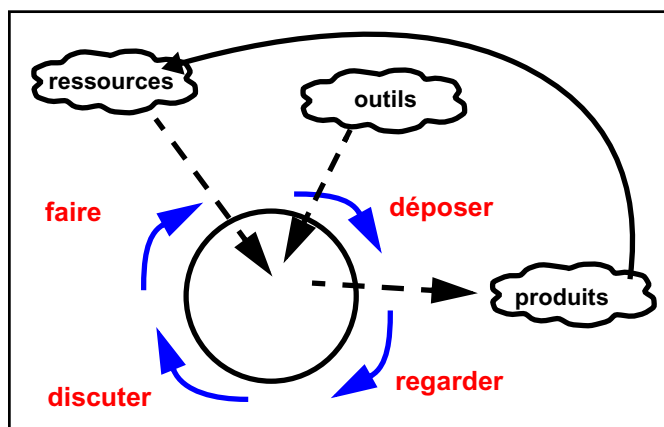 ressources
outils
faire
déposer
produits
discuter
regarder